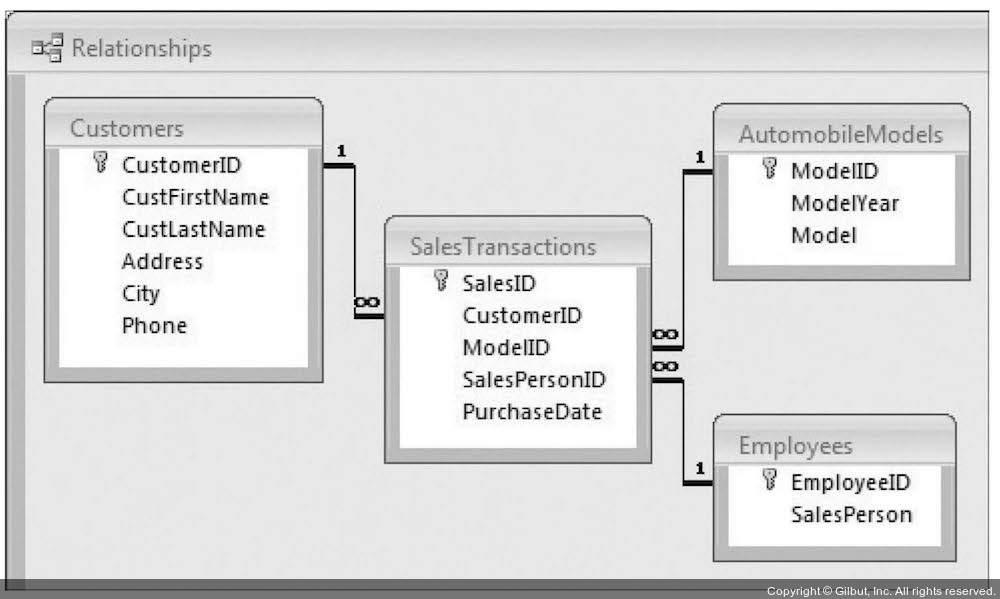 Relationships
Customers
CustomerID
CustFirstName
CustLastName
Address
City
Phone
1
∞
SalesTransactions
SalesID
CustomerID
ModelID
SalesPersonID
PurchaseDate
1
∞
AutomobileModels
ModelID
ModelYear
Model
∞
1
Employees
EmployeeID
SalesPerson
Copyright © Gilbut, Inc. All rights reserved.